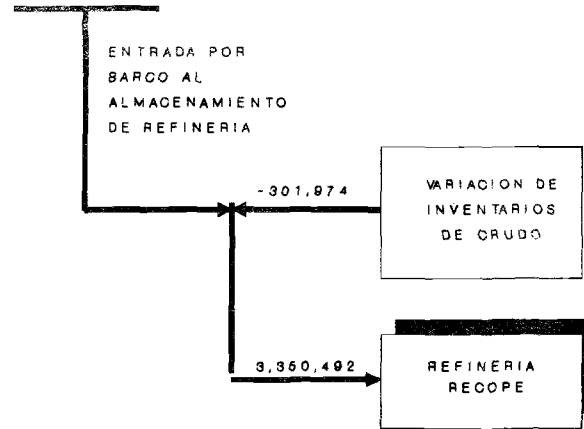 ENTRADA POR
BARCO AL
ALMACENAMIENTO
DE REFINERIA
-301,974
VARIACION DE
INVENTARIOS
DE CRUDO
3,350,492
REFINERIA
RECOPE